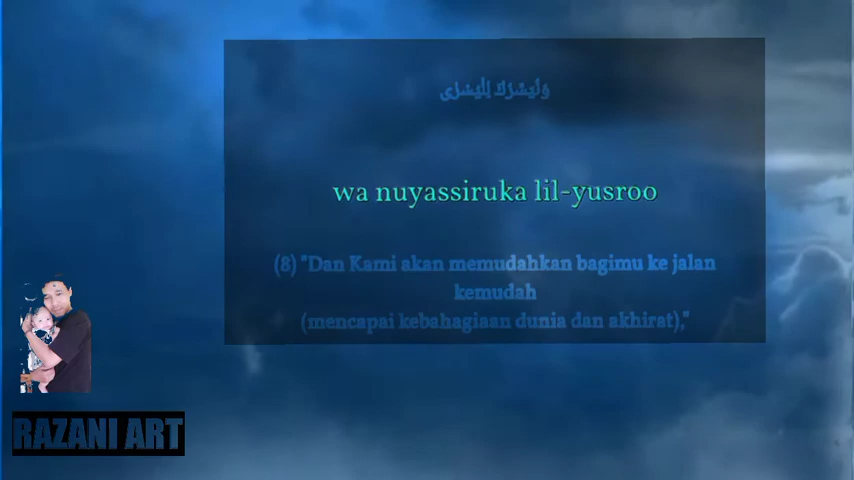 وَنُيَسِّرُكَ لِلْيُسْرَى
wa nuyassiruka lil-yusroo
(8) "Dan Kami akan memudahkan bagimu ke jalan
kemudah
(mencapai kebahagiaan dunia dan akhirat),"
RAZANI ART